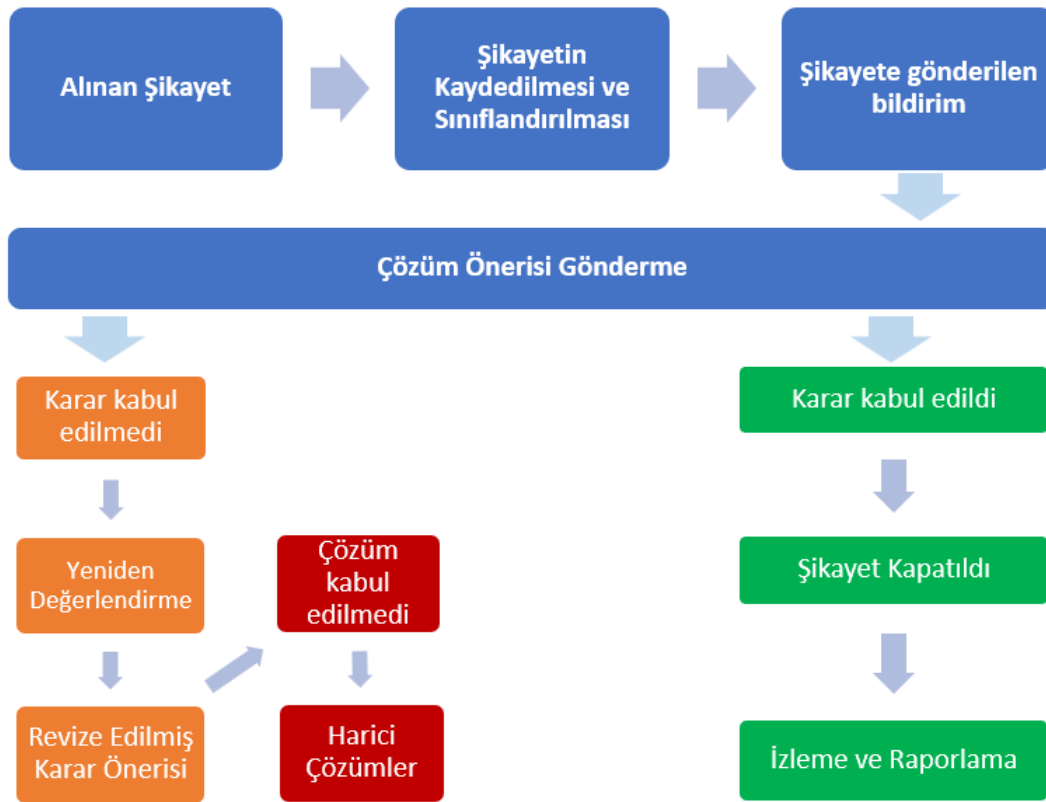 Alınan Şikayet
Şikayetin
Kaydedilmesi ve
Sınıflandırılması
Şikayete gönderilen
bildirim
Çözüm Önerisi Gönderme
Karar kabul
edilmedi
Karar kabul edildi
Yeniden
Değerlendirme
Çözüm
kabul
edilmedi
Şikayet Kapatıldı
Revize Edilmiş
Karar Önerisi
Harici
Çözümler
İzleme ve Raporlama